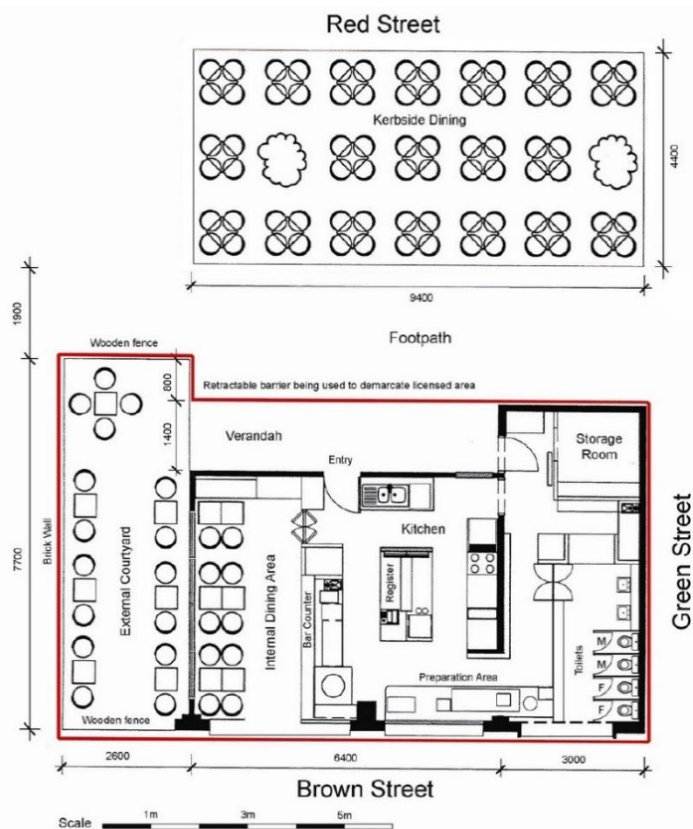 Red Street
Kerbside Dining
4400
9400
1900
Footpath
Wooden fence
800
Retractable barrier being used to demarcate licensed area
1400
Verandah
Entry
Storage
Room
Kitchen
Brick Wall
External Courtyard
Internal Dining Area
Bar Counter
Register
Green Street
7700
Preparation Area
Toilets
M
M
F
F
Wooden fence
2600
6400
3000
Brown Street
Scale
1m
3m
5m